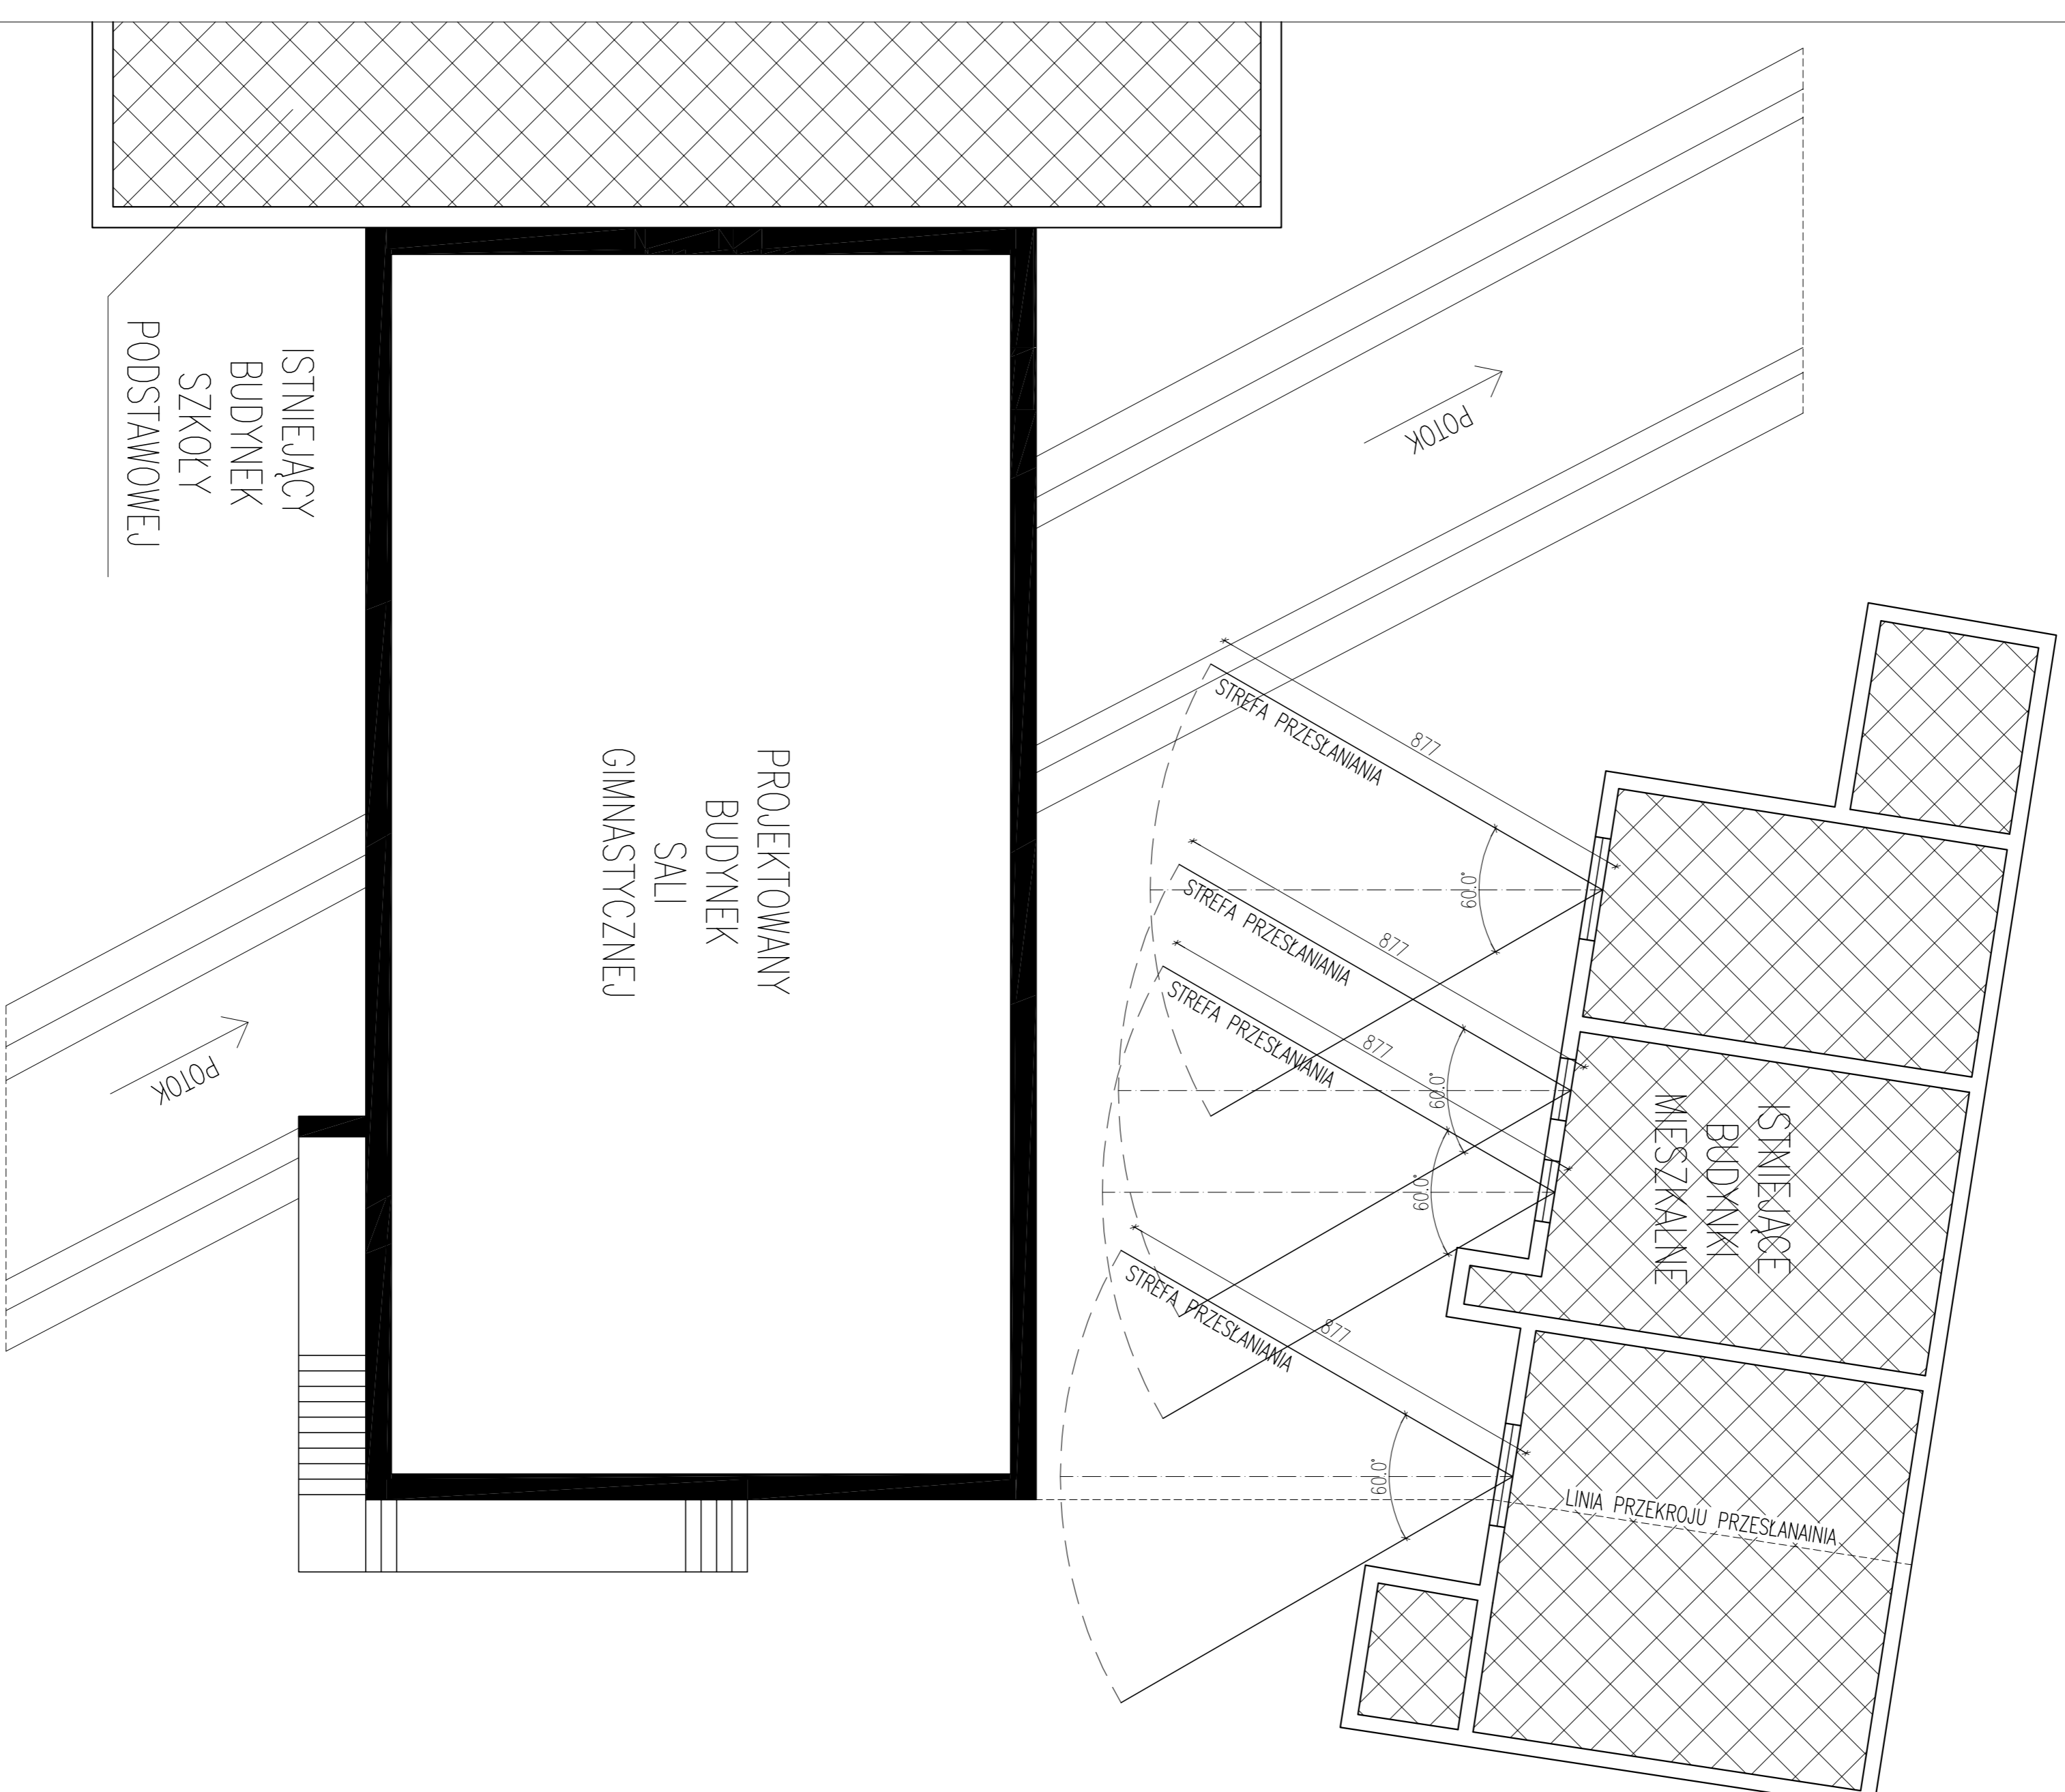 ISTNIEJĄCY
BUDYNEK
SZKOŁY
PODSTAWOWEJ
PROJEKTOWANY
BUDYNEK
SALI
GIMNASTYCZNEJ
ISTNIEJĄCE
BUDYNKI
MIESZKALNE
POTOK
POTOK
877
STREFA PRZESŁANIANIA
60.0°
877
STREFA PRZESŁANIANIA
60.0°
877
STREFA PRZESŁANIANIA
60.0°
877
STREFA PRZESŁANIANIA
60.0°
LINIA PRZEKROJU PRZESŁANAINIA